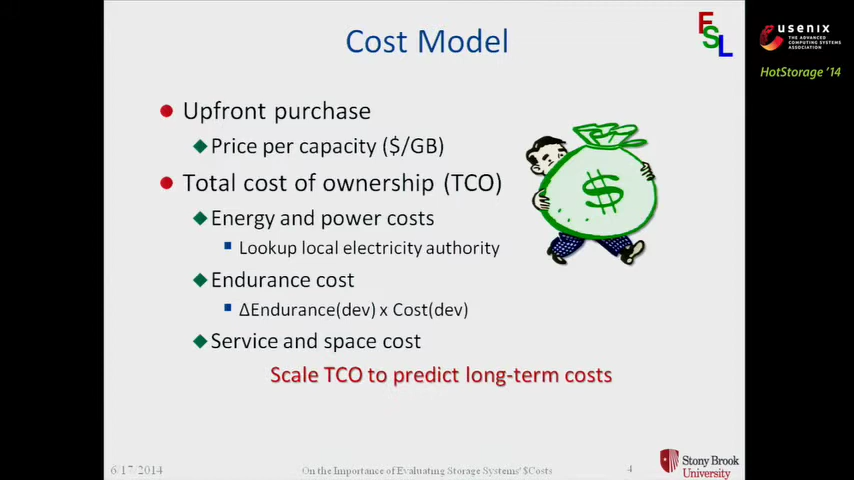 Cost Model
FSL
usenix
THE ADVANCED
COMPUTING SYSTEMS
ASSOCIATION
HotStorage '14
Upfront purchase
Price per capacity ($/GB)
Total cost of ownership (TCO)
Energy and power costs
Lookup local electricity authority
Endurance cost
ΔEndurance(dev) x Cost(dev)
Service and space cost
$
Scale TCO to predict long-term costs
6/17/2014
On the Importance of Evaluating Storage Systems' $Costs
4
Stony Brook
University